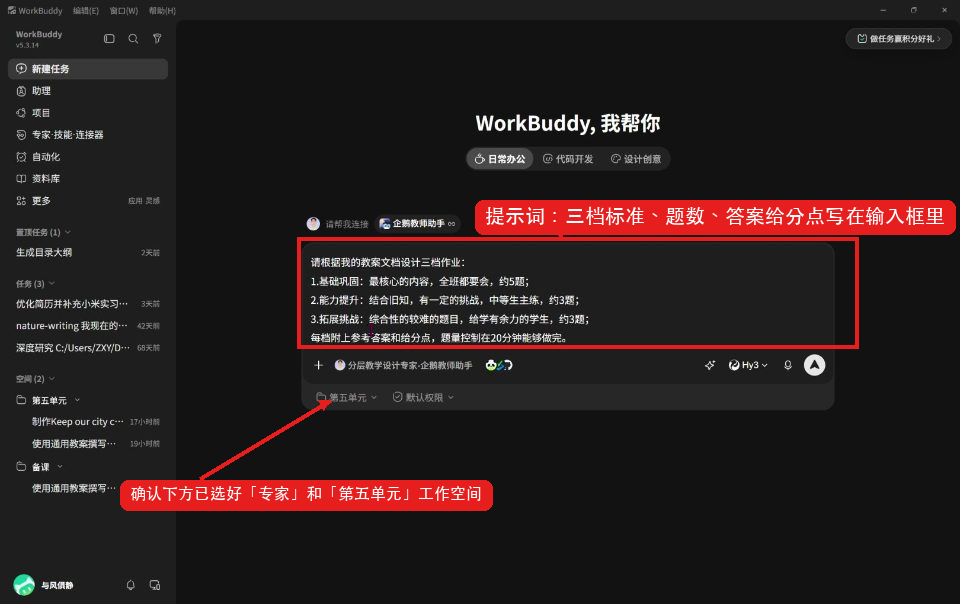 WorkBuddy 编辑(E) 窗口(W) 帮助(H)
WorkBuddy
v5.3.14
新建任务
助理
项目
专家·技能·连接器
自动化
资料库
更多
应用 灵感
置顶任务 (1)
生成目录大纲 2天前
任务 (3)
优化简历并补充小米实习… 3天前
nature-writing 我现在的… 42天前
深度研究 C:/Users/ZXY/D… 68天前
空间 (2)
第五单元
制作Keep our city c… 17小时前
使用通用教案撰写… 19小时前
备课
使用通用教案撰写…
与风俱静
做任务赢积分好礼
WorkBuddy, 我帮你
日常办公 代码开发 设计创意
请帮我连接 企鹅教师助手
提示词：三档标准、题数、答案给分点写在输入框里
请根据我的教案文档设计三档作业：
1.基础巩固：最核心的内容，全班都要会，约5题；
2.能力提升：结合旧知，有一定的挑战，中等生主练，约3题；
3.拓展挑战：综合性的较难的题目，给学有余力的学生，约3题；
每档附上参考答案和给分点，题量控制在20分钟能够做完。
分层教学设计专家·企鹅教师助手
Hy3
第五单元 默认权限
确认下方已选好「专家」和「第五单元」工作空间